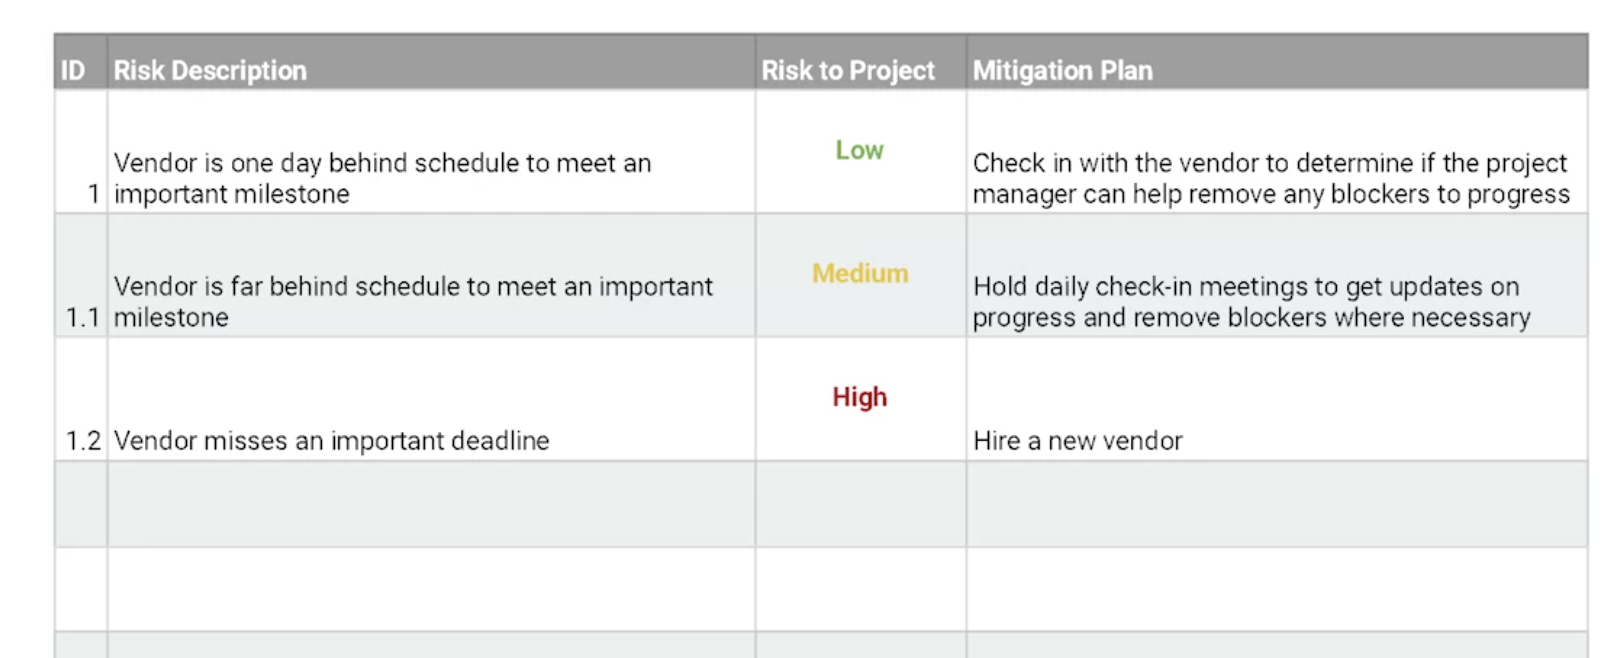 ID Risk Description Risk to Project Mitigation Plan
Low
Vendor is one day behind schedule to meet an Check in with the vendor to determine if the project
1 important milestone manager can help remove any blockers to progress
Medium
Vendor is far behind schedule to meet an important Hold daily check-in meetings to get updates on
1.1 milestone progress and remove blockers where necessary
High
1.2 Vendor misses an important deadline Hire a new vendor